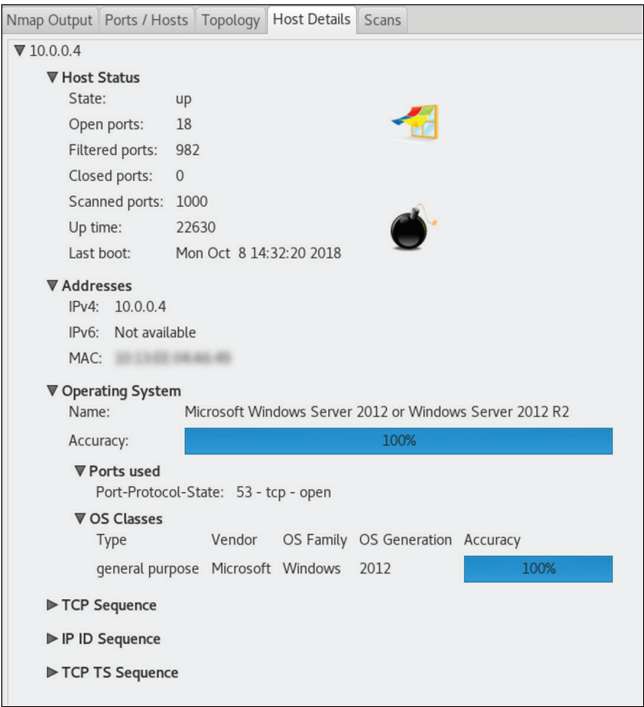 Nmap Output Ports / Hosts Topology Host Details Scans
10.0.0.4
Host Status
State: up
Open ports: 18
Filtered ports: 982
Closed ports: 0
Scanned ports: 1000
Up time: 22630
Last boot: Mon Oct 8 14:32:20 2018
Addresses
IPv4: 10.0.0.4
IPv6: Not available
MAC:
Operating System
Name: Microsoft Windows Server 2012 or Windows Server 2012 R2
Accuracy: 100%
Ports used
Port-Protocol-State: 53 - tcp - open
OS Classes
Type Vendor OS Family OS Generation Accuracy
general purpose Microsoft Windows 2012 100%
TCP Sequence
IP ID Sequence
TCP TS Sequence